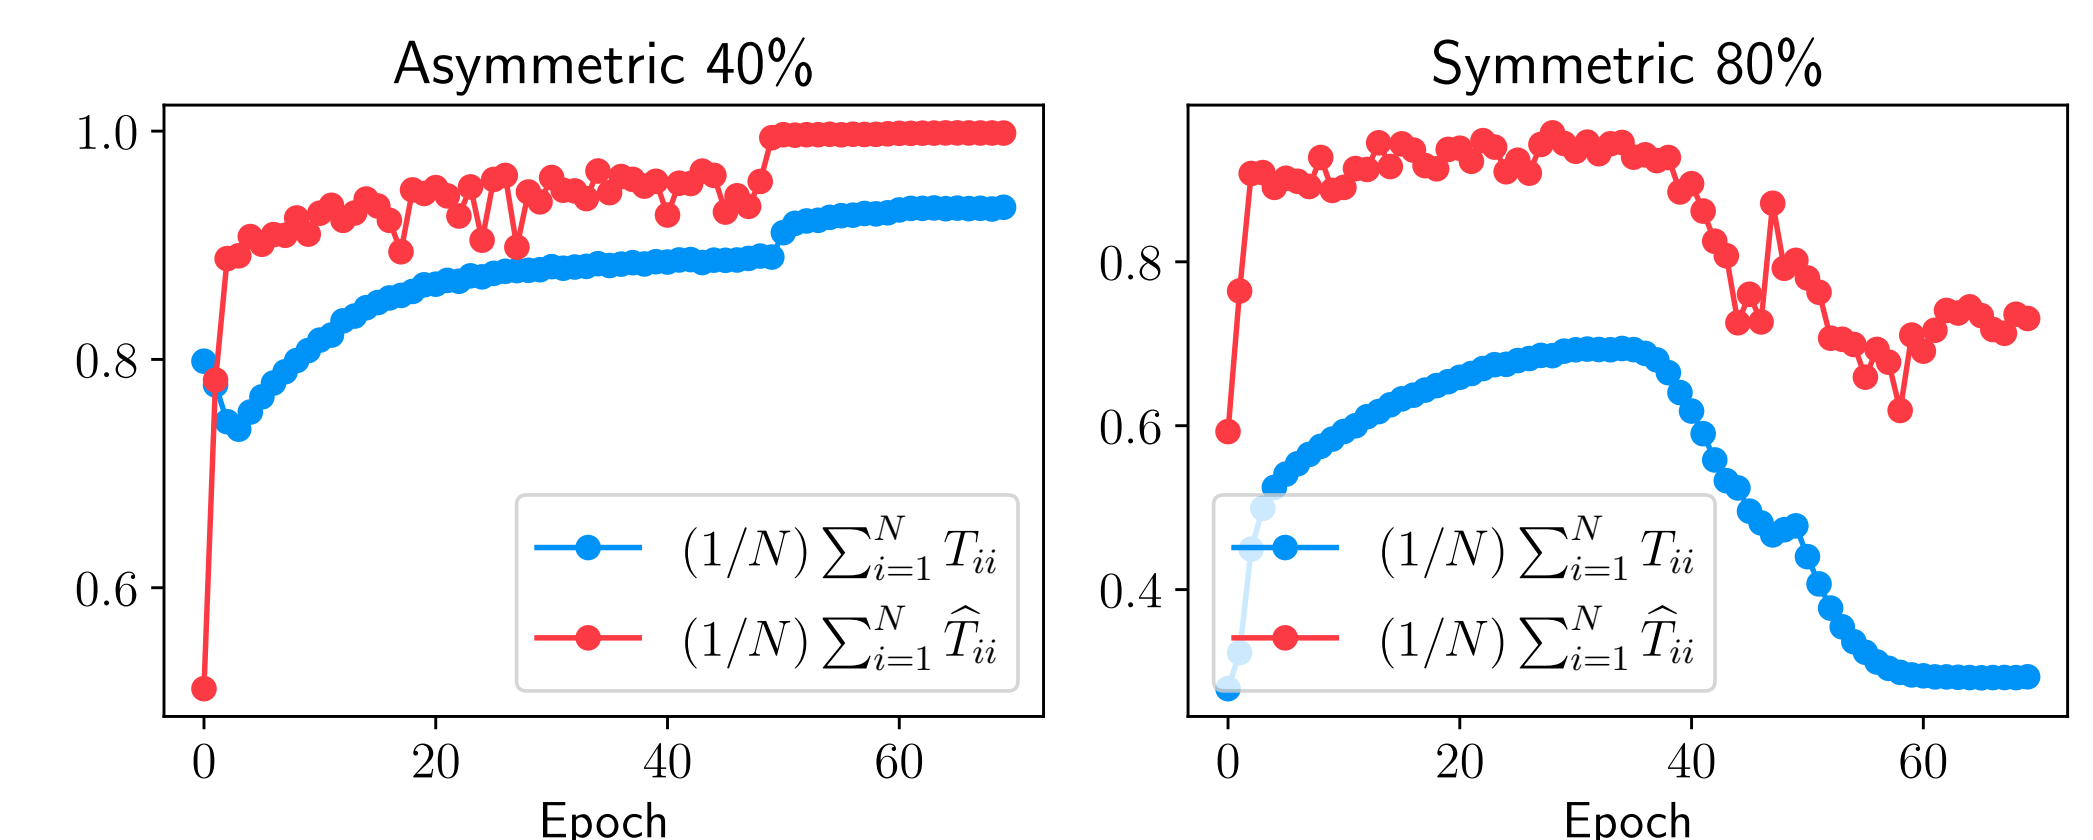 Asymmetric 40%
1.0
0.8
0.6
(1/N) ∑_{i=1}^{N} T_{ii}
(1/N) ∑_{i=1}^{N} \widehat{T}_{ii}
0 20 40 60
Epoch
Symmetric 80%
0.8
0.6
0.4
(1/N) ∑_{i=1}^{N} T_{ii}
(1/N) ∑_{i=1}^{N} \widehat{T}_{ii}
0 20 40 60
Epoch